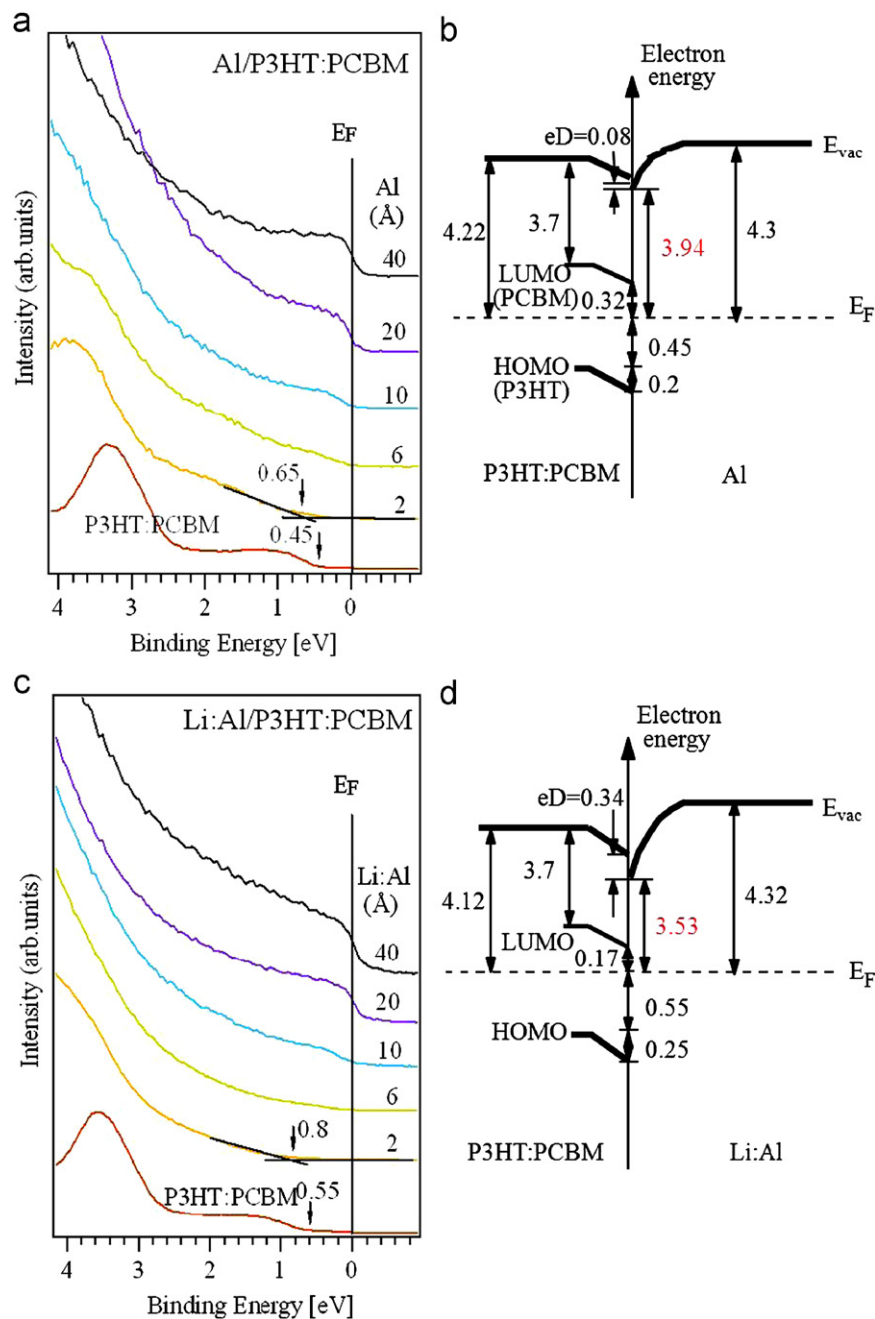 a
Al/P3HT:PCBM
EF
Al
(Å)
40
20
10
6
2
0.65
P3HT:PCBM
0.45
Intensity (arb.units)
4 3 2 1 0
Binding Energy [eV]
b
Electron
energy
eD=0.08
Evac
4.22
3.7
3.94
4.3
LUMO
(PCBM)
0.32
EF
0.45
HOMO
(P3HT)
0.2
P3HT:PCBM
Al
c
Li:Al/P3HT:PCBM
EF
Li:Al
(Å)
40
20
10
6
2
0.8
P3HT:PCBM
0.55
Intensity (arb.units)
4 3 2 1 0
Binding Energy [eV]
d
Electron
energy
eD=0.34
Evac
4.12
3.7
3.53
4.32
LUMO
0.17
EF
0.55
HOMO
0.25
P3HT:PCBM
Li:Al